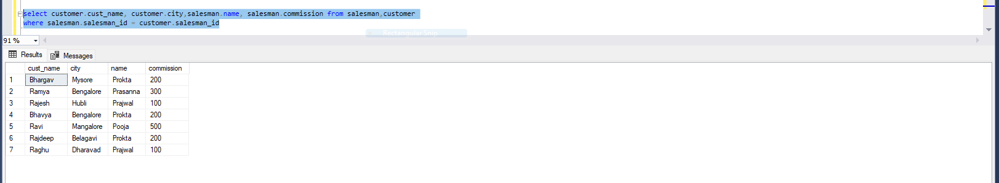 select customer.cust_name, customer.city,salesman.name, salesman.commission from salesman,customer
where salesman.salesman_id = customer.salesman_id
Rectangular Snip
91 %
Results Messages
cust_name city name commission
1 Bhargav Mysore Prokta 200
2 Ramya Bengalore Prasanna 300
3 Rajesh Hubli Prajwal 100
4 Bhavya Bengalore Prokta 200
5 Ravi Mangalore Pooja 500
6 Rajdeep Belagavi Prokta 200
7 Raghu Dharavad Prajwal 100